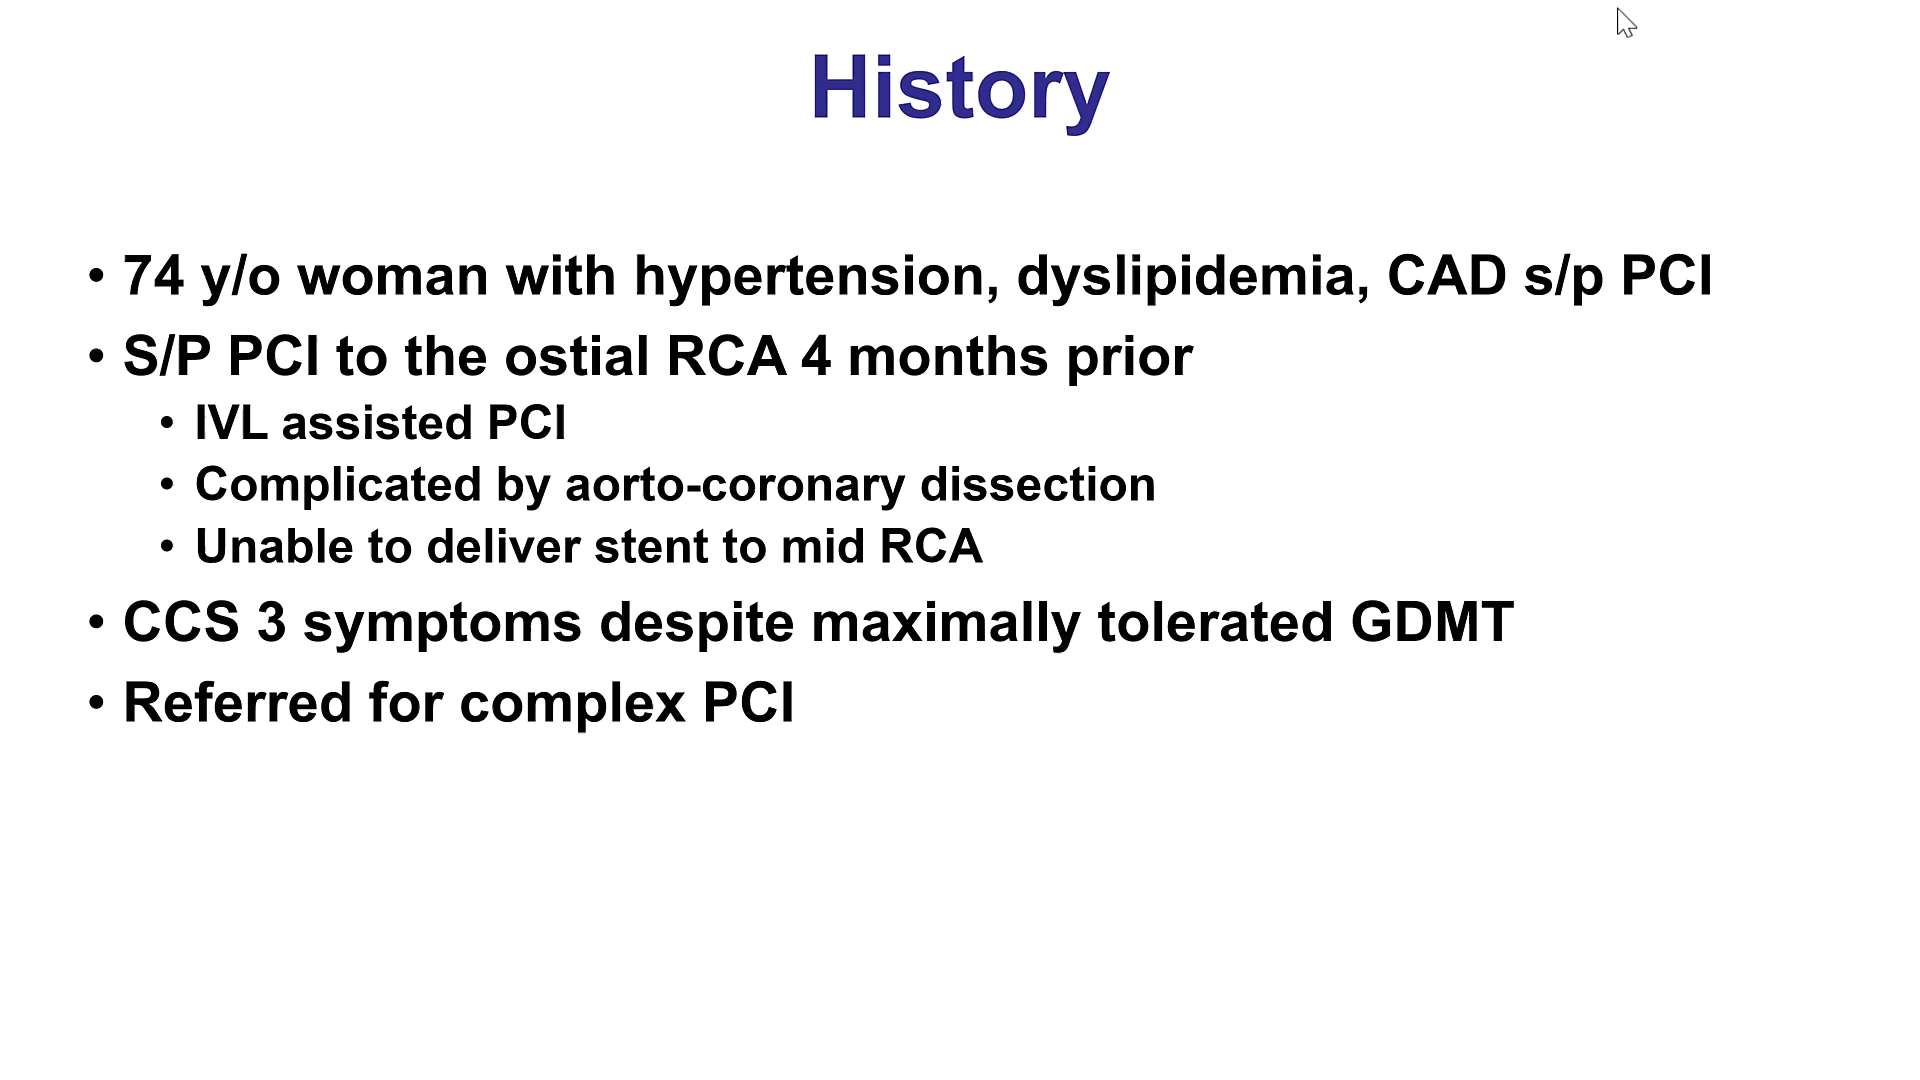 History
• 74 y/o woman with hypertension, dyslipidemia, CAD s/p PCI
• S/P PCI to the ostial RCA 4 months prior
• IVL assisted PCI
• Complicated by aorto-coronary dissection
• Unable to deliver stent to mid RCA
• CCS 3 symptoms despite maximally tolerated GDMT
• Referred for complex PCI